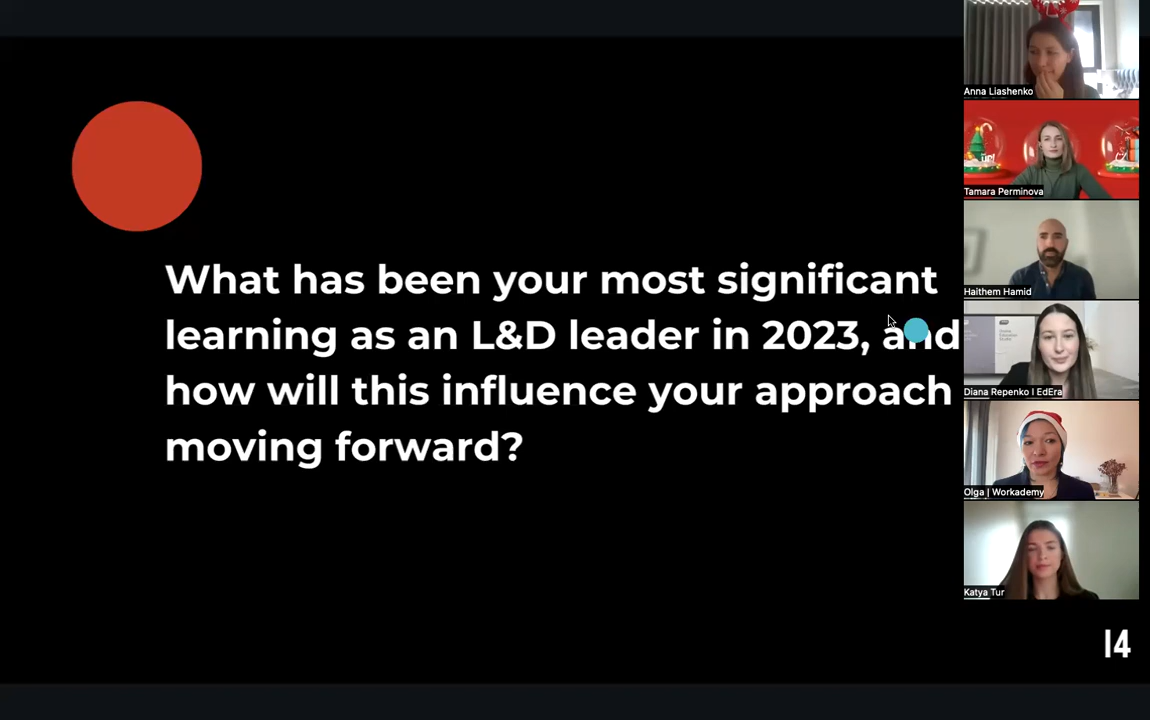 What has been your most significant
learning as an L&D leader in 2023, and
how will this influence your approach
moving forward?
Anna Liashenko
up!
Tamara Perminova
Haithem Hamid
Diana Repenko I EdEra
Olga | Workademy
Katya Tur
14